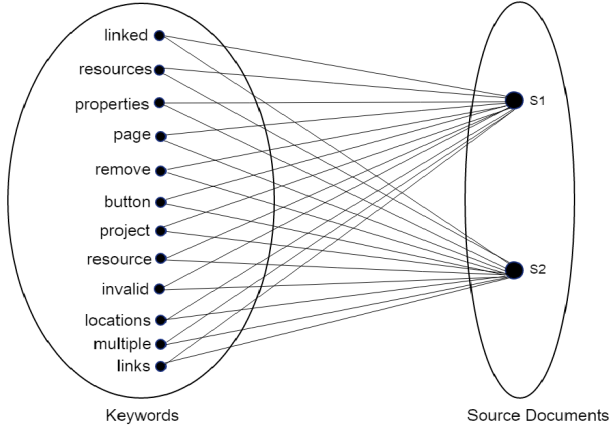 linked
resources
properties
page
remove
button
project
resource
invalid
locations
multiple
links
S1
S2
Keywords
Source Documents